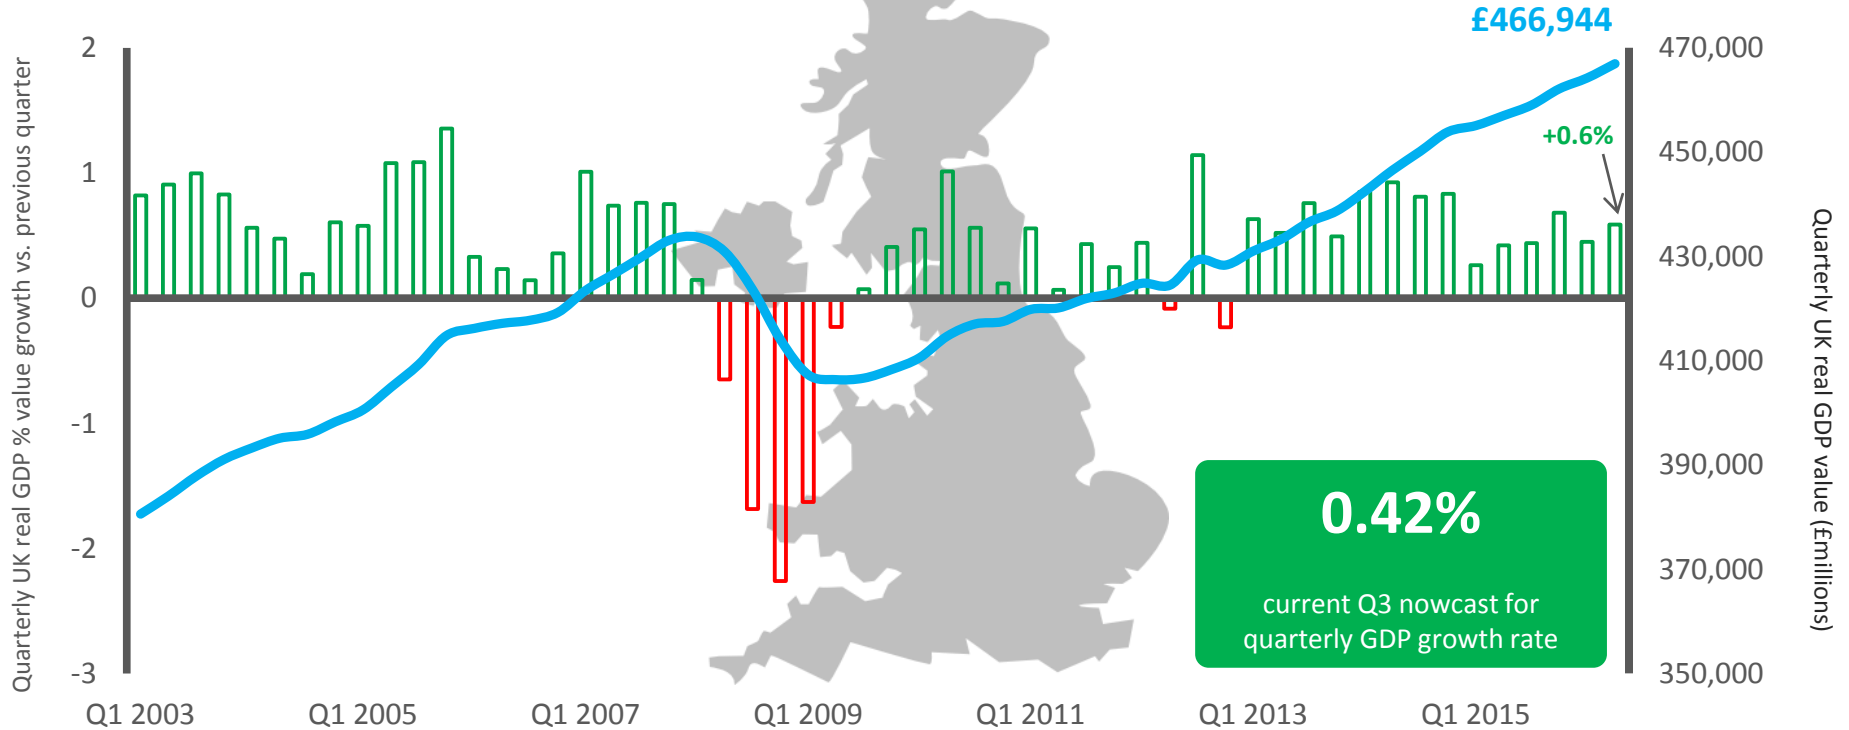 £466,944
Quarterly UK real GDP % value growth vs. previous quarter
2
1
0
-1
-2
-3
470,000
450,000
430,000
410,000
390,000
370,000
350,000
Quarterly UK real GDP value (£millions)
+0.6%
0.42%
current Q3 nowcast for
quarterly GDP growth rate
Q1 2003
Q1 2005
Q1 2007
Q1 2009
Q1 2011
Q1 2013
Q1 2015